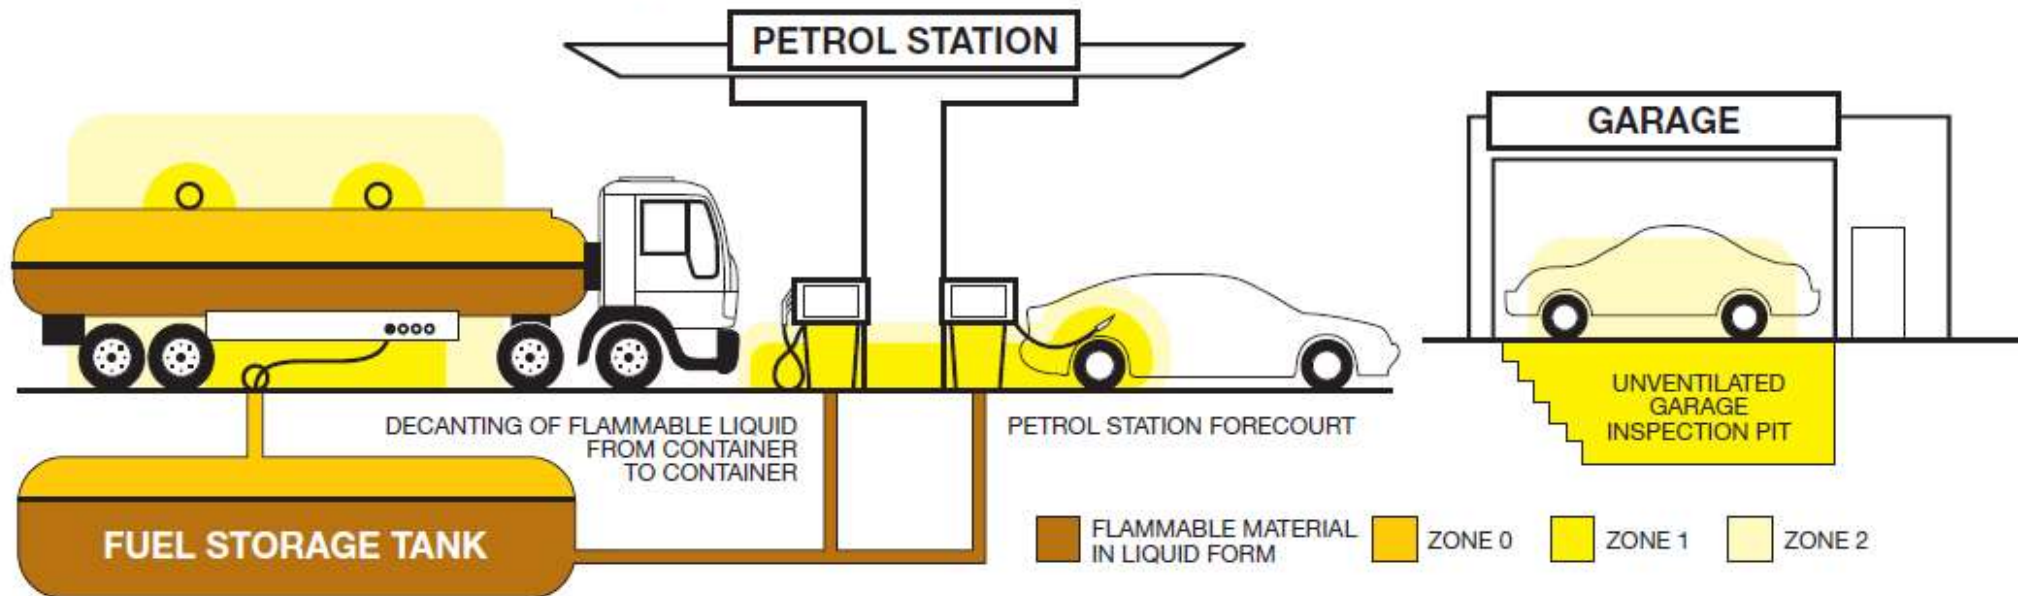 PETROL STATION
GARAGE
DECANTING OF FLAMMABLE LIQUID
FROM CONTAINER
TO CONTAINER
PETROL STATION FORECOURT
UNVENTILATED
GARAGE
INSPECTION PIT
FUEL STORAGE TANK
FLAMMABLE MATERIAL
IN LIQUID FORM
ZONE 0
ZONE 1
ZONE 2